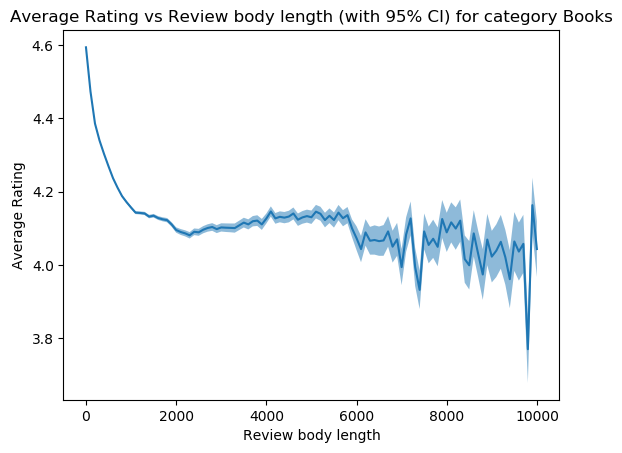 Average Rating vs Review body length (with 95% CI) for category Books
4.6
4.4
4.2
4.0
3.8
Average Rating
0 2000 4000 6000 8000 10000
Review body length